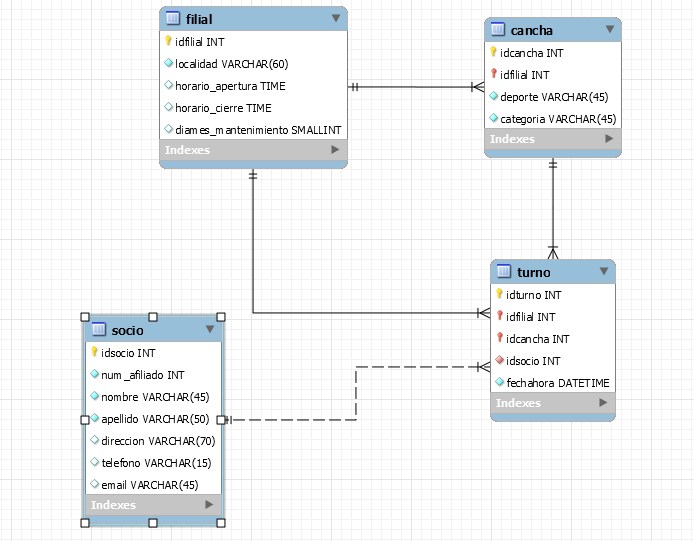 filial
idfilial INT
localidad VARCHAR(60)
horario_apertura TIME
horario_cierre TIME
diames_mantenimiento SMALLINT
Indexes
cancha
idcancha INT
idfilial INT
deporte VARCHAR(45)
categoria VARCHAR(45)
Indexes
turno
idturno INT
idfilial INT
idcancha INT
idsocio INT
fechahora DATETIME
Indexes
socio
idsocio INT
num_afiliado INT
nombre VARCHAR(45)
apellido VARCHAR(50)
direccion VARCHAR(70)
telefono VARCHAR(15)
email VARCHAR(45)
Indexes